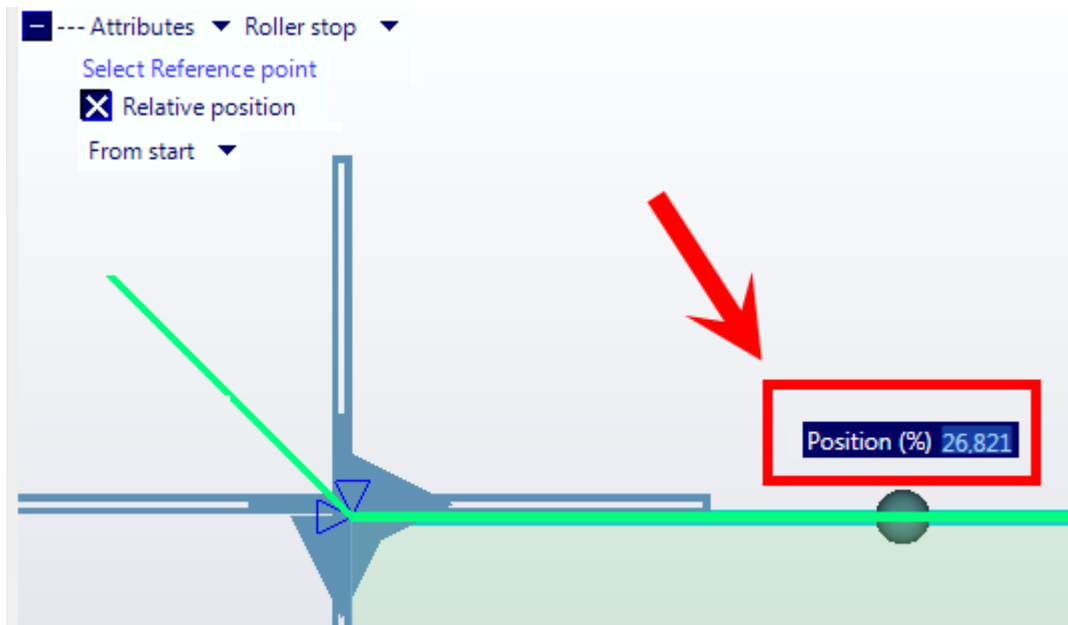 --- Attributes Roller stop
Select Reference point
Relative position
From start
Position (%) 26,821